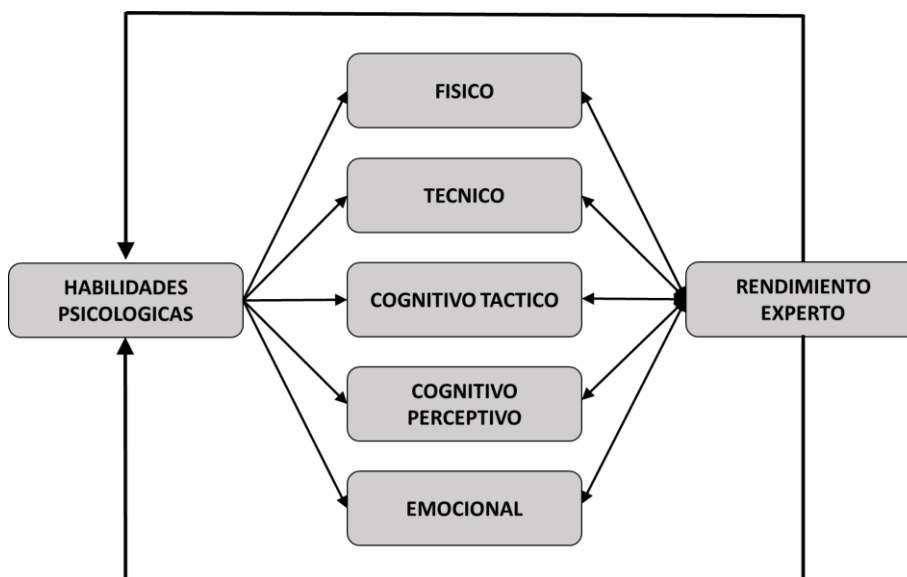 FISICO
TECNICO
HABILIDADES
PSICOLOGICAS
COGNITIVO TACTICO
RENDIMIENTO
EXPERTO
COGNITIVO
PERCEPTIVO
EMOCIONAL